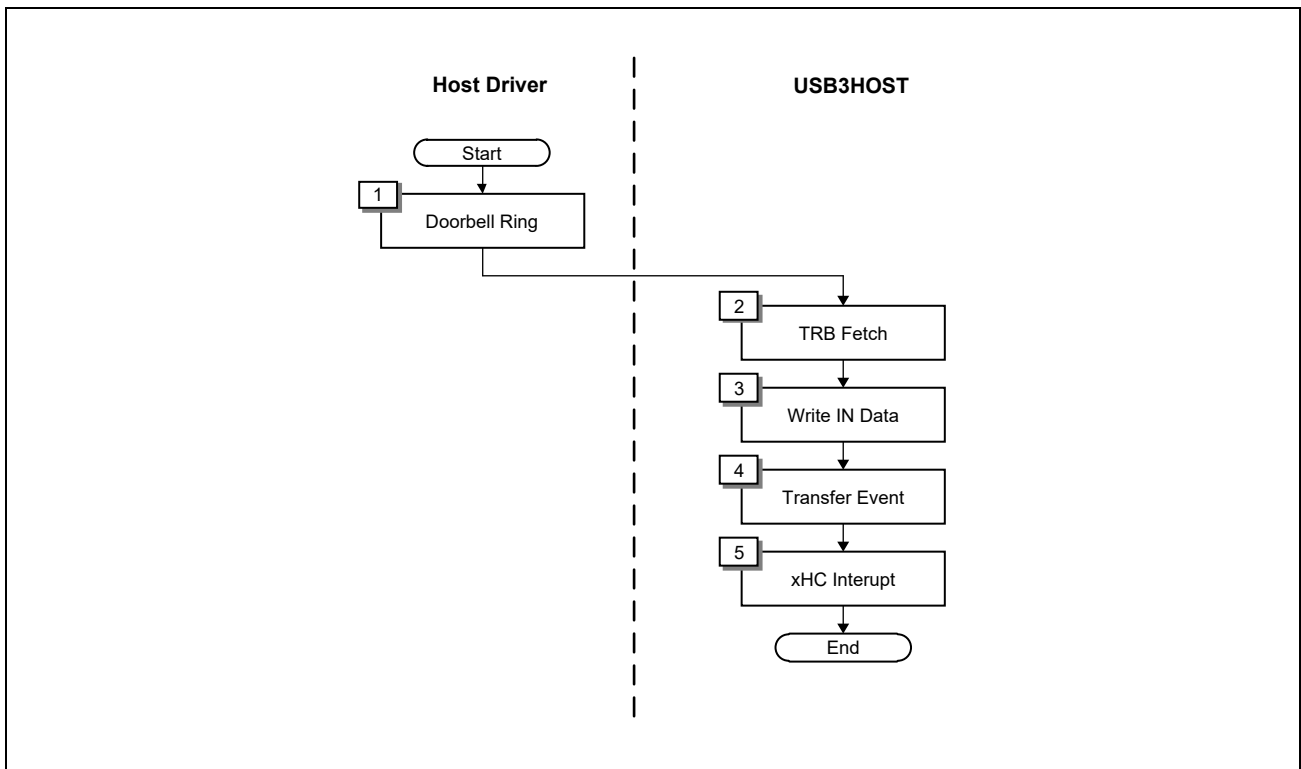 Host Driver
USB3HOST
Start
1
Doorbell Ring
2
TRB Fetch
3
Write IN Data
4
Transfer Event
5
xHC Interupt
End